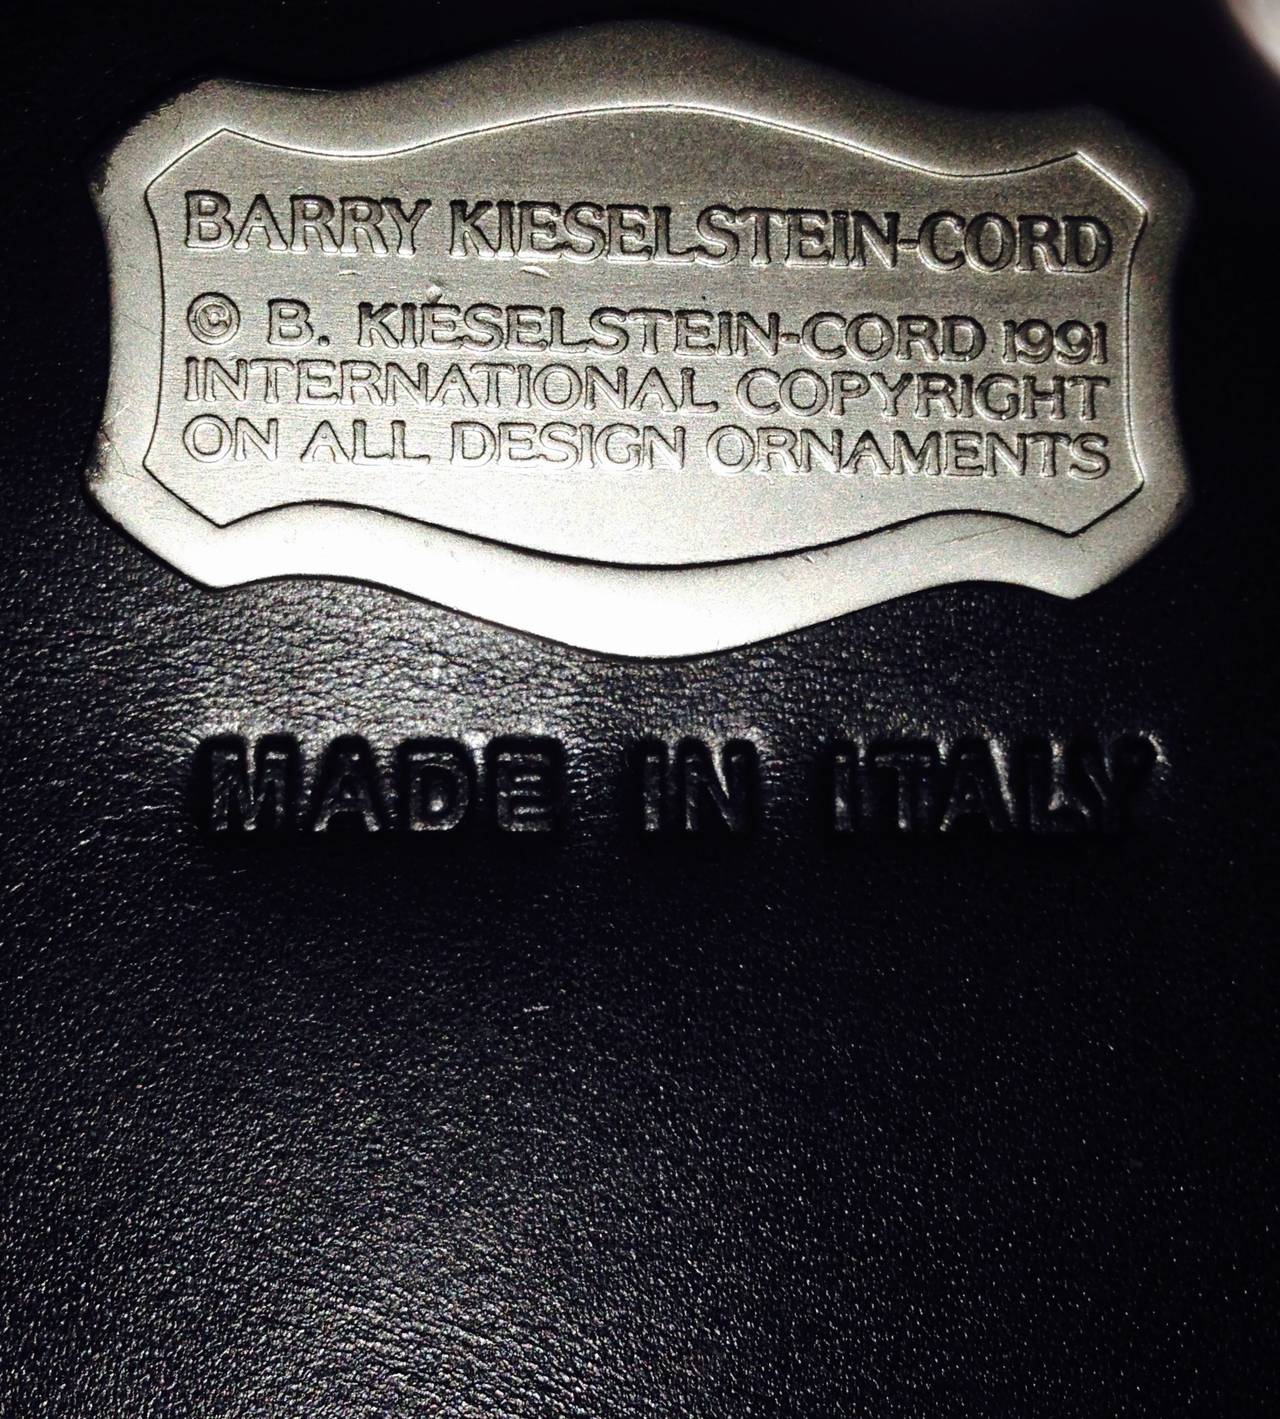 BARRY KIESELSTEIN-CORD
© B. KIESELSTEIN-CORD 1991
INTERNATIONAL COPYRIGHT
ON ALL DESIGN ORNAMENTS
MADE IN ITALY